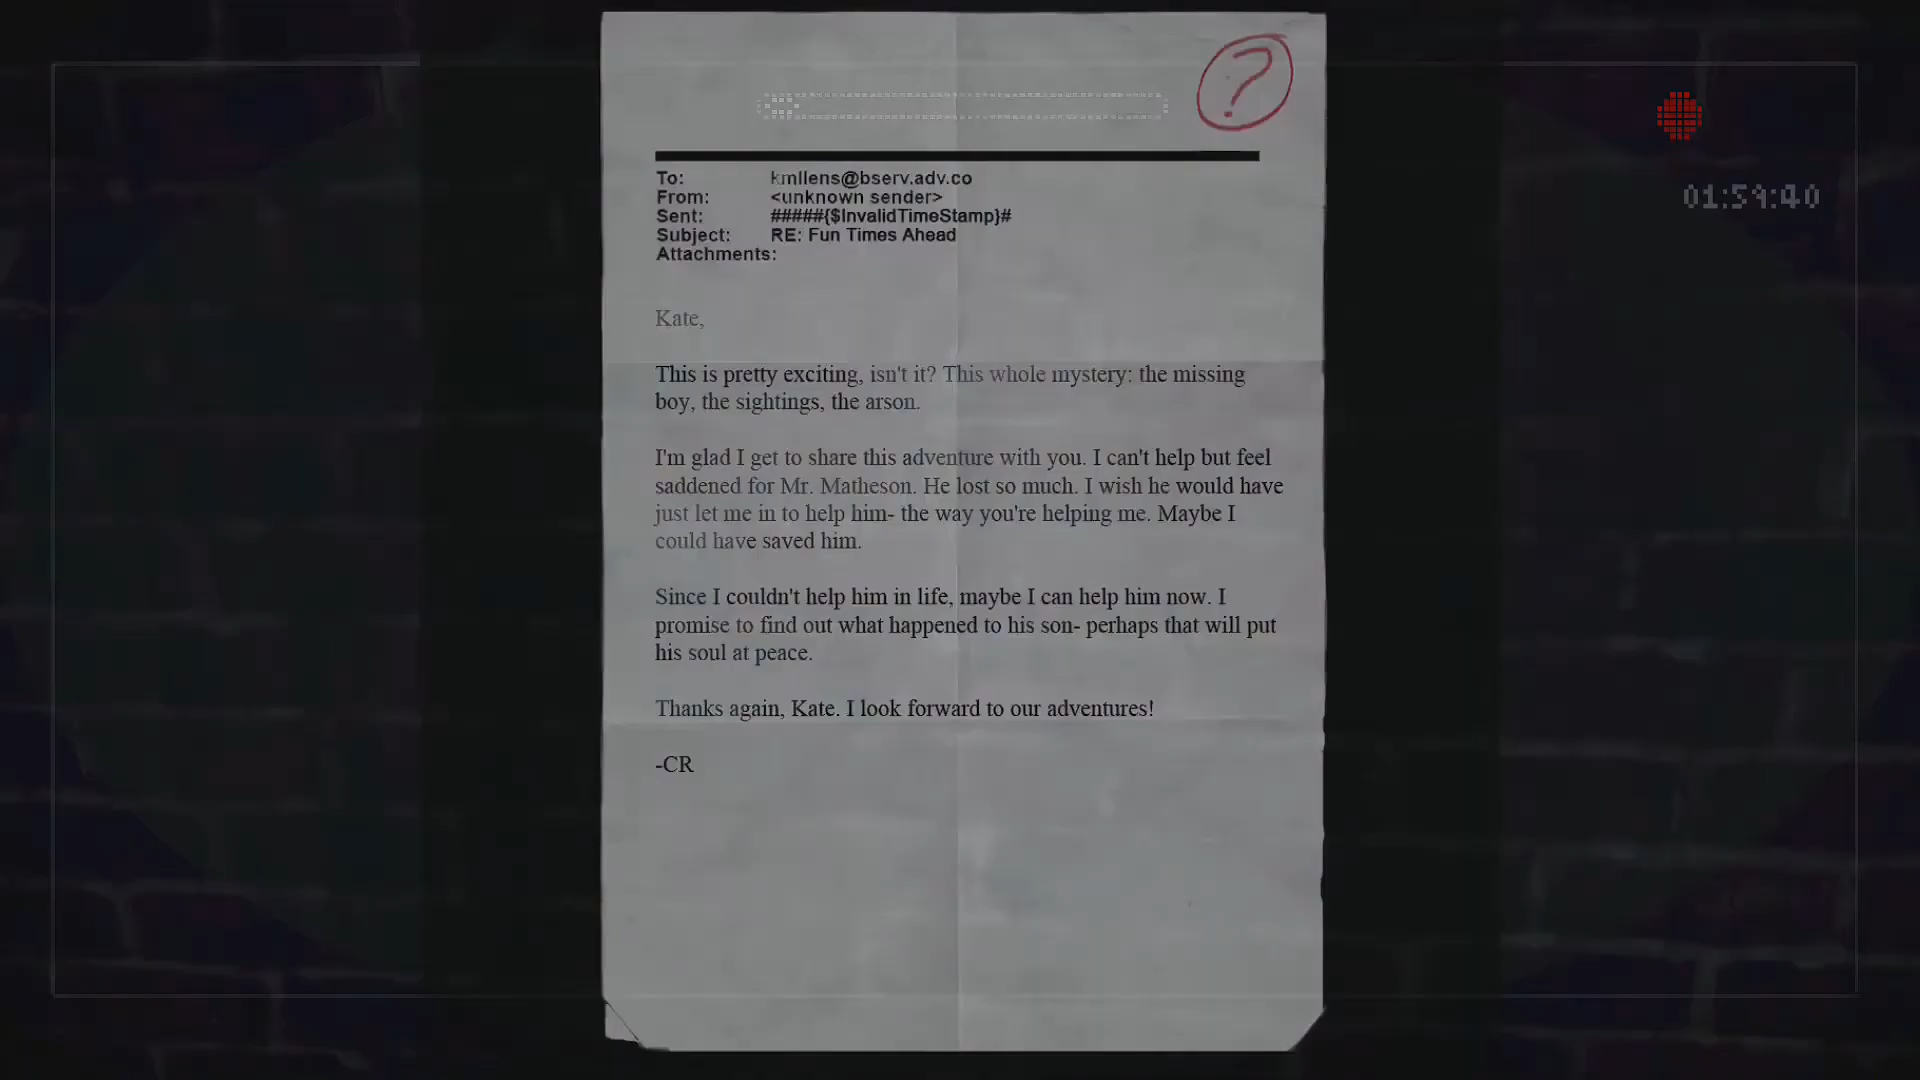 ?
01:59:40
To: kmllens@bserv.adv.co
From: <unknown sender>
Sent: #####{$InvalidTimeStamp}#
Subject: RE: Fun Times Ahead
Attachments:
Kate,
This is pretty exciting, isn't it? This whole mystery: the missing
boy, the sightings, the arson.
I'm glad I get to share this adventure with you. I can't help but feel
saddened for Mr. Matheson. He lost so much. I wish he would have
just let me in to help him- the way you're helping me. Maybe I
could have saved him.
Since I couldn't help him in life, maybe I can help him now. I
promise to find out what happened to his son- perhaps that will put
his soul at peace.
Thanks again, Kate. I look forward to our adventures!
-CR